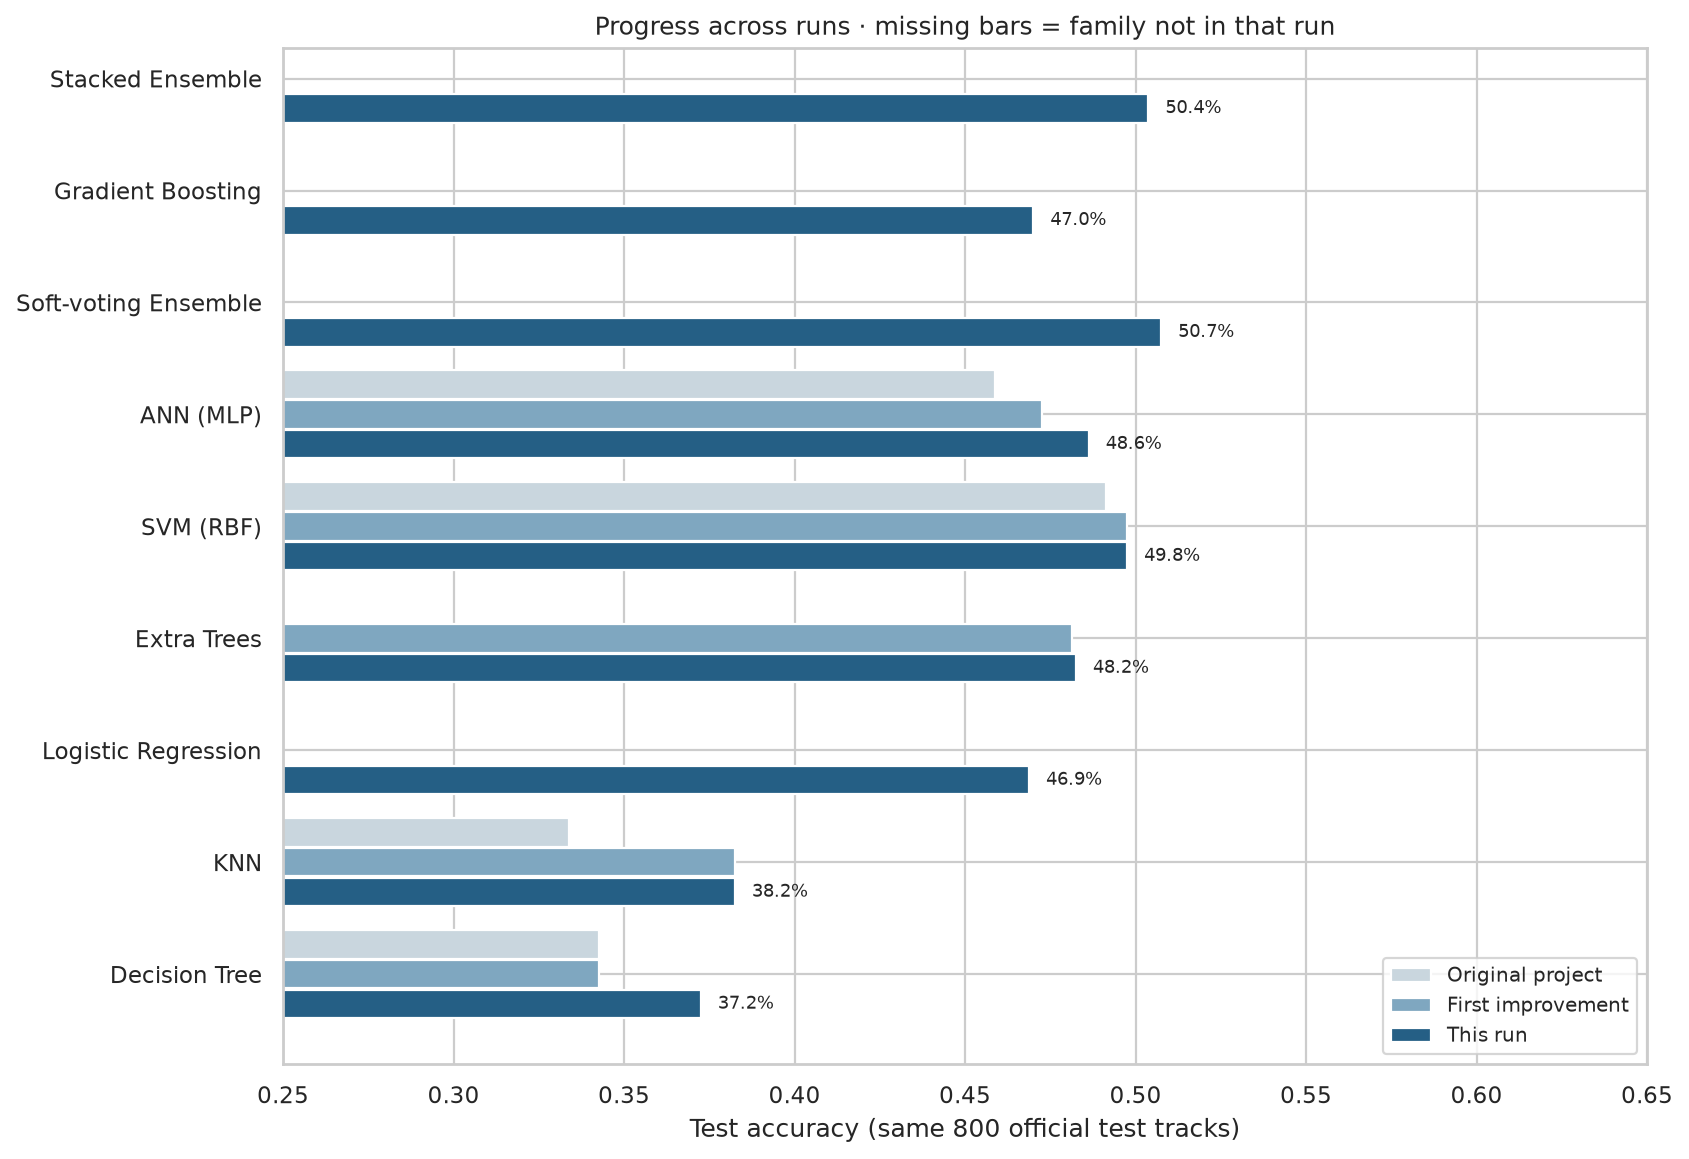 Progress across runs · missing bars = family not in that run
Stacked Ensemble
50.4%
Gradient Boosting
47.0%
Soft-voting Ensemble
50.7%
ANN (MLP)
48.6%
SVM (RBF)
49.8%
Extra Trees
48.2%
Logistic Regression
46.9%
KNN
38.2%
Decision Tree
37.2%
Original project
First improvement
This run
0.25 0.30 0.35 0.40 0.45 0.50 0.55 0.60 0.65
Test accuracy (same 800 official test tracks)